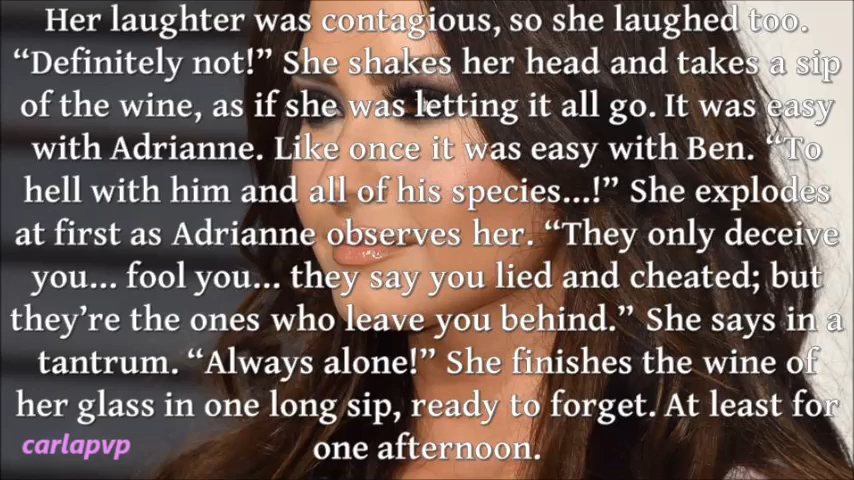 Her laughter was contagious, so she laughed too.
“Definitely not!” She shakes her head and takes a sip
of the wine, as if she was letting it all go. It was easy
with Adrianne. Like once it was easy with Ben. “To
hell with him and all of his species...!” She explodes
at first as Adrianne observes her. “They only deceive
you... fool you... they say you lied and cheated; but
they’re the ones who leave you behind.” She says in a
tantrum. “Always alone!” She finishes the wine of
her glass in one long sip, ready to forget. At least for
one afternoon.
carlapvp